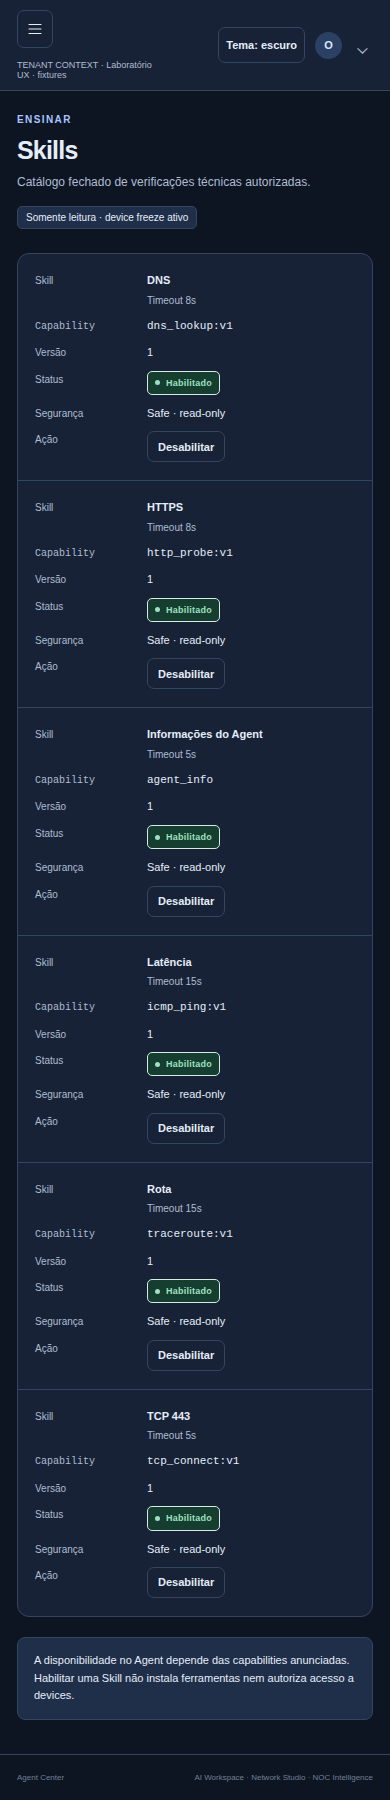 TENANT CONTEXT · Laboratório
UX · fixtures
Tema: escuro
O
ENSINAR
Skills
Catálogo fechado de verificações técnicas autorizadas.
Somente leitura · device freeze ativo
Skill DNS
Timeout 8s
Capability dns_lookup:v1
Versão 1
Status Habilitado
Segurança Safe · read-only
Ação Desabilitar
Skill HTTPS
Timeout 8s
Capability http_probe:v1
Versão 1
Status Habilitado
Segurança Safe · read-only
Ação Desabilitar
Skill Informações do Agent
Timeout 5s
Capability agent_info
Versão 1
Status Habilitado
Segurança Safe · read-only
Ação Desabilitar
Skill Latência
Timeout 15s
Capability icmp_ping:v1
Versão 1
Status Habilitado
Segurança Safe · read-only
Ação Desabilitar
Skill Rota
Timeout 15s
Capability traceroute:v1
Versão 1
Status Habilitado
Segurança Safe · read-only
Ação Desabilitar
Skill TCP 443
Timeout 5s
Capability tcp_connect:v1
Versão 1
Status Habilitado
Segurança Safe · read-only
Ação Desabilitar
A disponibilidade no Agent depende das capabilities anunciadas.
Habilitar uma Skill não instala ferramentas nem autoriza acesso a
devices.
Agent Center AI Workspace · Network Studio · NOC Intelligence